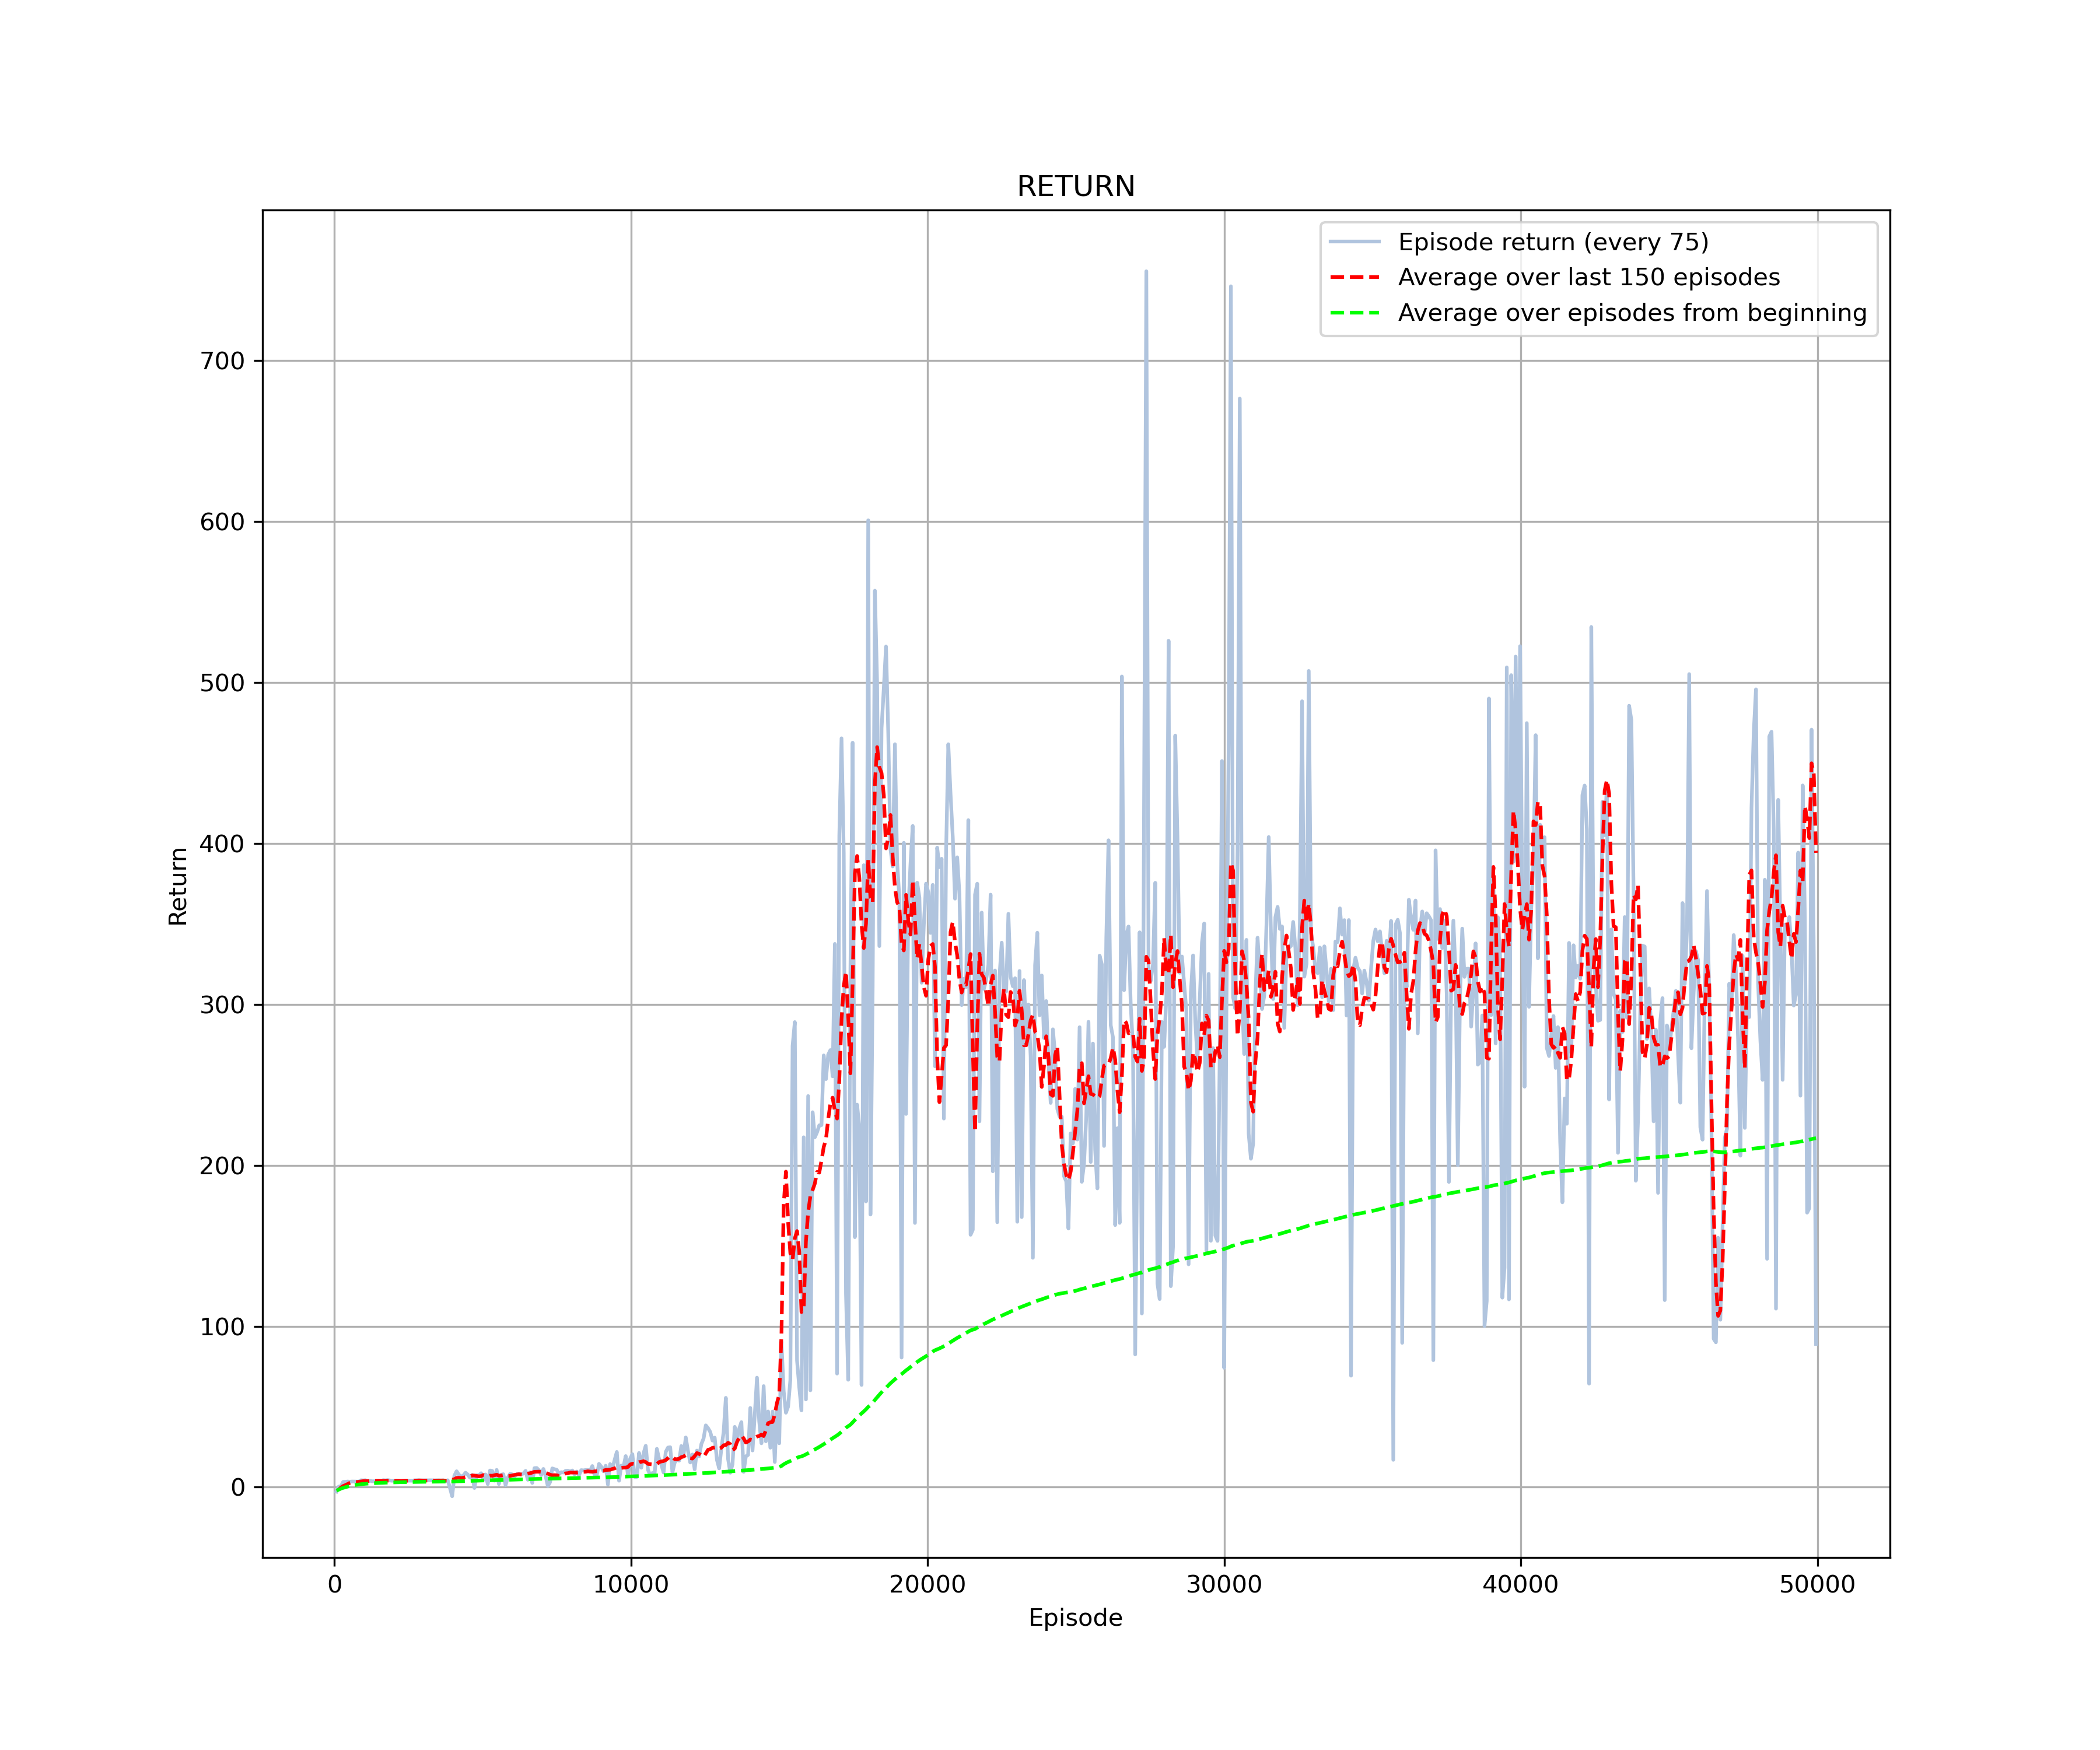 RETURN
Episode return (every 75)
Average over last 150 episodes
Average over episodes from beginning
700
600
500
400
300
200
100
0
Return
0 10000 20000 30000 40000 50000
Episode